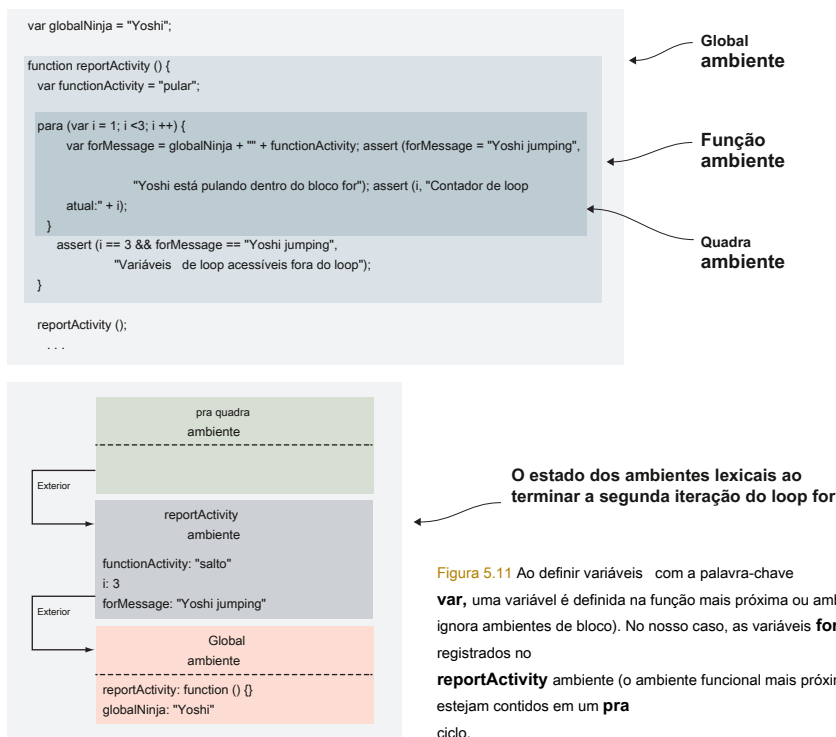 var globalNinja = "Yoshi";
function reportActivity () {
var functionActivity = "pular";
para (var i = 1; i <3; i ++) {
var forMessage = globalNinja + "" + functionActivity; assert (forMessage = "Yoshi jumping",
"Yoshi está pulando dentro do bloco for"); assert (i, "Contador de loop
atual:" + i);
}
assert (i == 3 && forMessage == "Yoshi jumping",
"Variáveis de loop acessíveis fora do loop");
}
reportActivity ();
. . .
Global
ambiente
Função
ambiente
Quadra
ambiente
pra quadra
ambiente
Exterior
reportActivity
ambiente
functionActivity: "salto"
i: 3
forMessage: "Yoshi jumping"
Exterior
Global
ambiente
reportActivity: function () {}
globalNinja: "Yoshi"
O estado dos ambientes lexicais ao
terminar a segunda iteração do loop for
Figura 5.11 Ao definir variáveis com a palavra-chave
var, uma variável é definida na função mais próxima ou
ignora ambientes de bloco). No nosso caso, as variáveis
registrados no
reportActivity ambiente (o ambiente funcional mais
estejam contidos em um pra
ciclo.